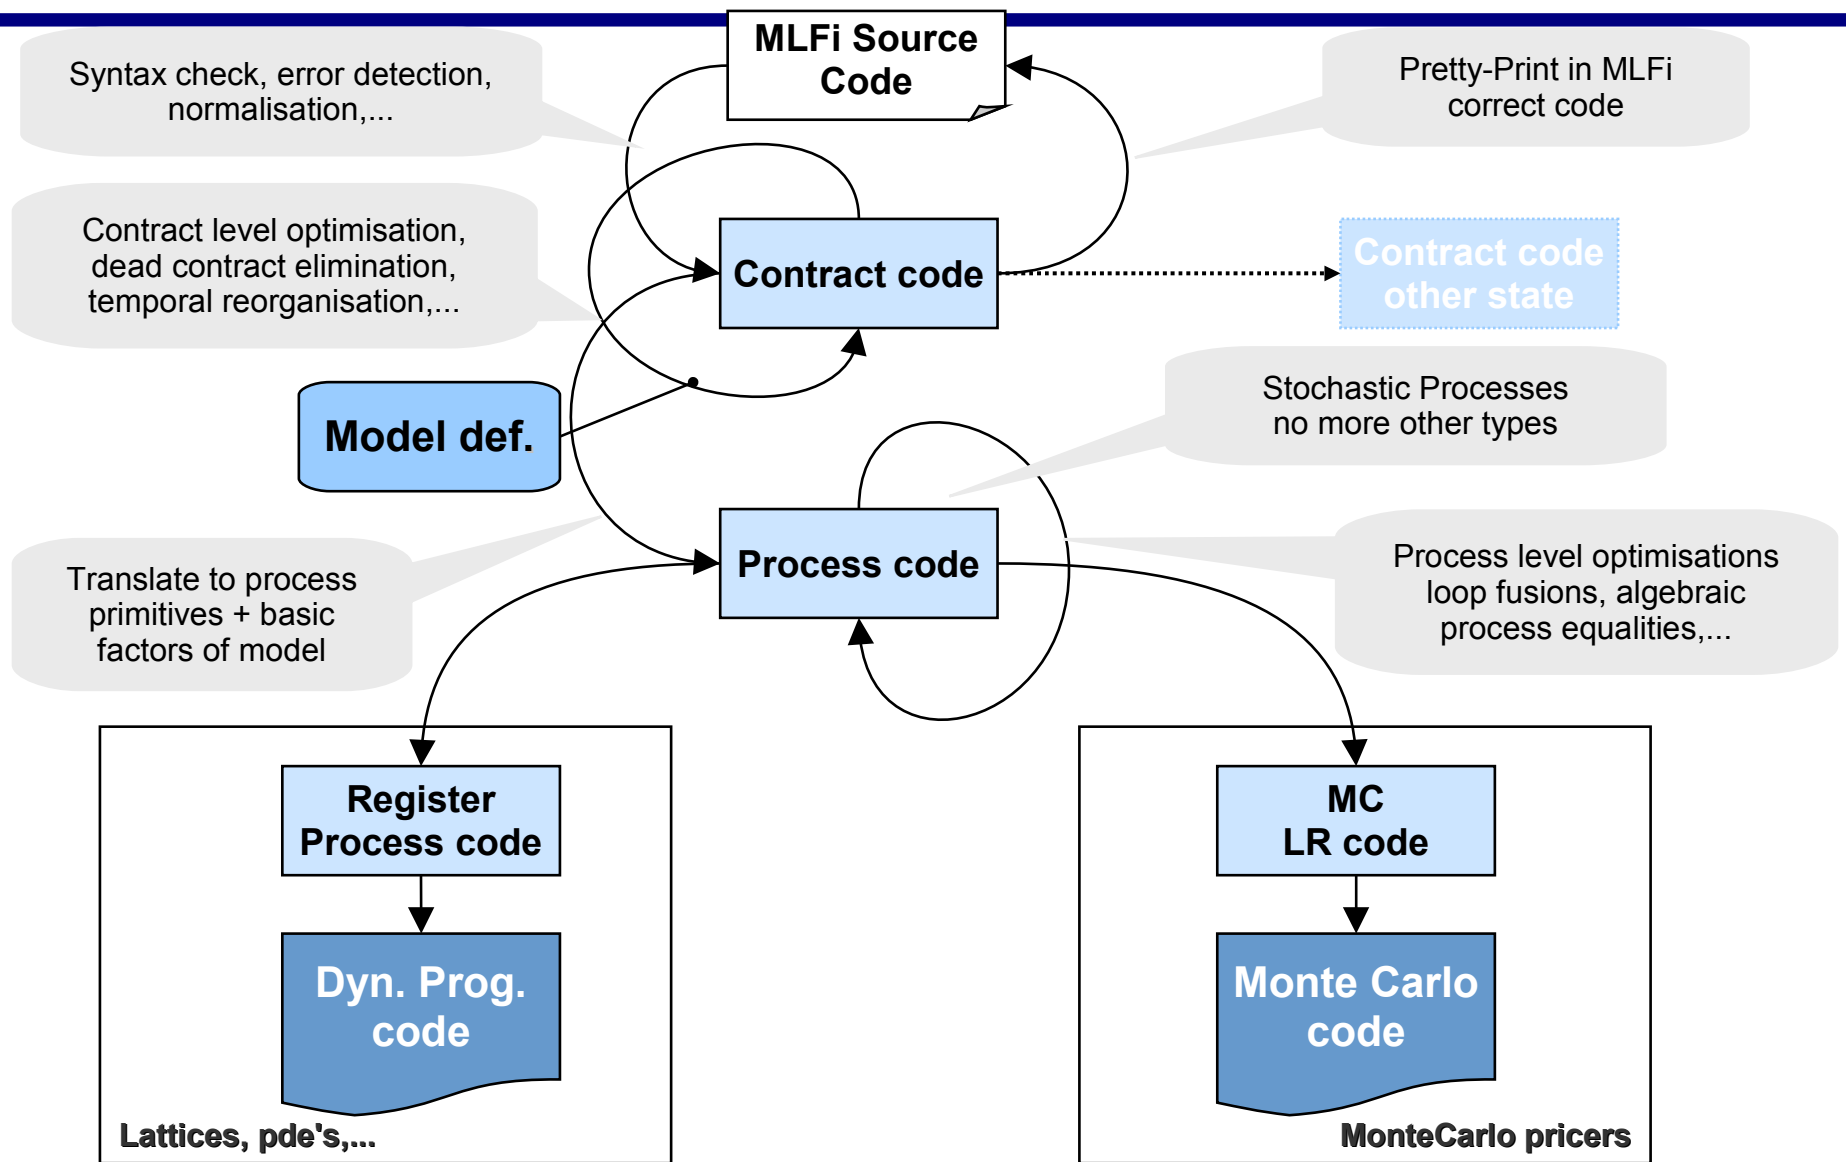 MLFi Source
Code
Syntax check, error detection,
normalisation,...
Pretty-Print in MLFi
correct code
Contract level optimisation,
dead contract elimination,
temporal reorganisation,...
Contract code
Contract code
other state
Model def.
Stochastic Processes
no more other types
Process code
Translate to process
primitives + basic
factors of model
Process level optimisations
loop fusions, algebraic
process equalities,...
Register
Process code
Dyn. Prog.
code
Lattices, pde's,...
MC
LR code
Monte Carlo
code
MonteCarlo pricers